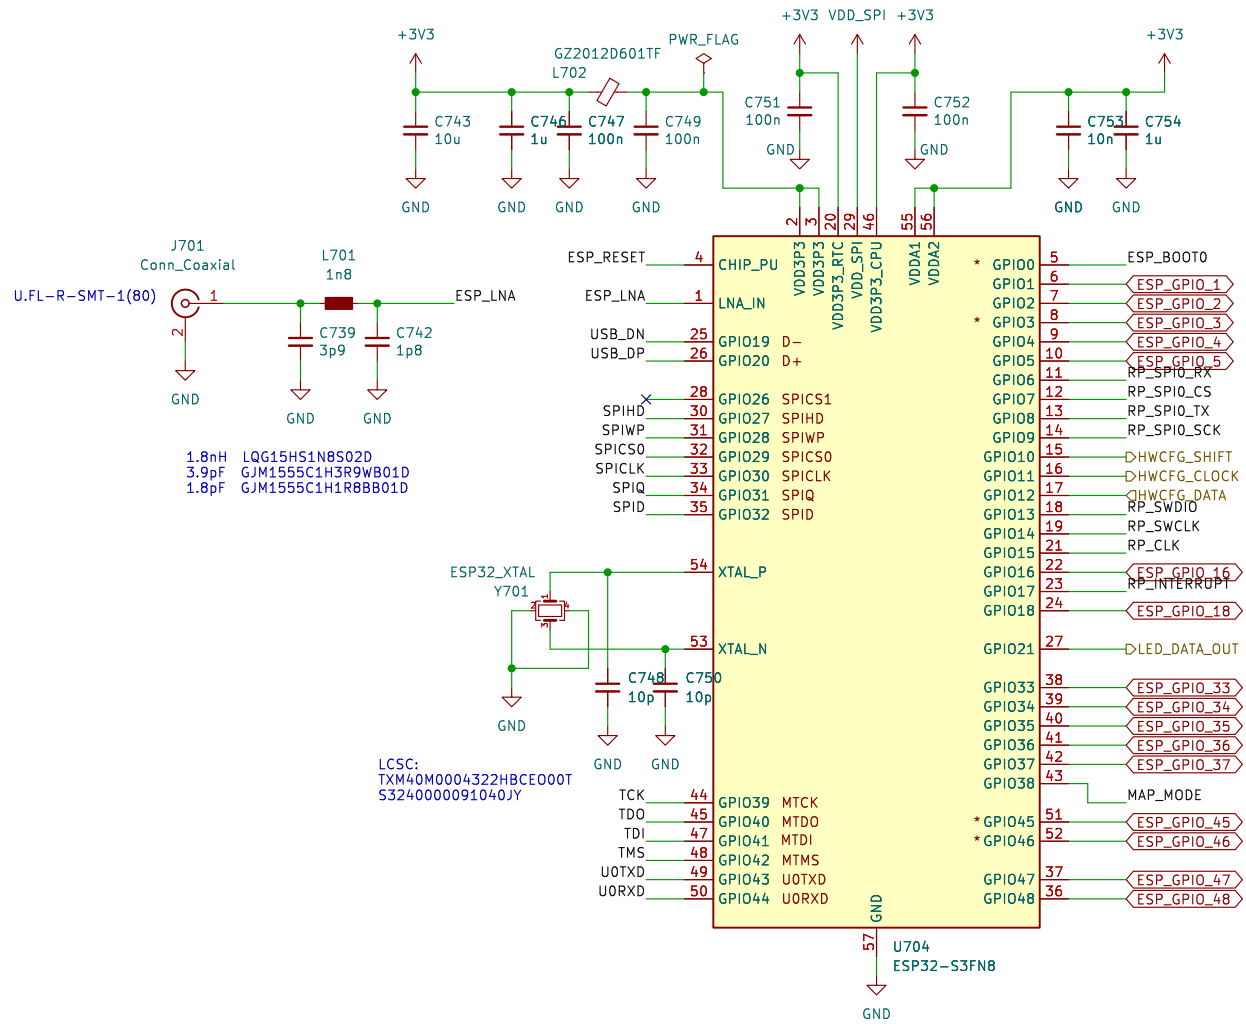 +3V3 VDD_SPI +3V3
+3V3 PWR_FLAG +3V3
GZ2012D601TF
L702
C751
100n
C752
100n
C743
10u
C746
1u
C747
100n
C749
100n
C753
10n
C754
1u
GND GND
GND GND GND GND GND GND
2 3 20 29 46 55 56
VDD3P3 VDD3P3 VDD3P3_RTC VDD_SPI VDD3P3_CPU VDDA1 VDDA2
J701
Conn_Coaxial
U.FL-R-SMT-1(80)
1
2
L701
1n8
ESP_LNA
C739
3p9
C742
1p8
GND GND GND
1.8nH LQG15HS1N8S02D
3.9pF GJM1555C1H3R9WB01D
1.8pF GJM1555C1H1R8BB01D
ESP_RESET 4 CHIP_PU
ESP_LNA 1 LNA_IN
USB_DN 25 GPIO19 D-
USB_DP 26 GPIO20 D+
28 GPIO26 SPICS1
SPIHD 30 GPIO27 SPIHD
SPIWP 31 GPIO28 SPIWP
SPICS0 32 GPIO29 SPICS0
SPICLK 33 GPIO30 SPICLK
SPIQ 34 GPIO31 SPIQ
SPID 35 GPIO32 SPID
54 XTAL_P
53 XTAL_N
ESP32_XTAL
Y701
1
2 4
3
C748
10p
C750
10p
GND GND GND
LCSC:
TXM40M0004322HBCEO00T
S3240000091040JY
TCK 44 GPIO39 MTCK
TDO 45 GPIO40 MTDO
TDI 47 GPIO41 MTDI
TMS 48 GPIO42 MTMS
U0TXD 49 GPIO43 U0TXD
U0RXD 50 GPIO44 U0RXD
* GPIO0 5 ESP_BOOT0
GPIO1 6 ESP_GPIO_1
GPIO2 7 ESP_GPIO_2
* GPIO3 8 ESP_GPIO_3
GPIO4 9 ESP_GPIO_4
GPIO5 10 ESP_GPIO_5
GPIO6 11 RP_SPI0_RX
GPIO7 12 RP_SPI0_CS
GPIO8 13 RP_SPI0_TX
GPIO9 14 RP_SPI0_SCK
GPIO10 15 HWCFG_SHIFT
GPIO11 16 HWCFG_CLOCK
GPIO12 17 HWCFG_DATA
GPIO13 18 RP_SWDIO
GPIO14 19 RP_SWCLK
GPIO15 21 RP_CLK
GPIO16 22 ESP_GPIO_16
GPIO17 23 RP_INTERRUPT
GPIO18 24 ESP_GPIO_18
GPIO21 27 LED_DATA_OUT
GPIO33 38 ESP_GPIO_33
GPIO34 39 ESP_GPIO_34
GPIO35 40 ESP_GPIO_35
GPIO36 41 ESP_GPIO_36
GPIO37 42 ESP_GPIO_37
GPIO38 43 MAP_MODE
* GPIO45 51 ESP_GPIO_45
* GPIO46 52 ESP_GPIO_46
GPIO47 37 ESP_GPIO_47
GPIO48 36 ESP_GPIO_48
GND
57
U704
ESP32-S3FN8
GND